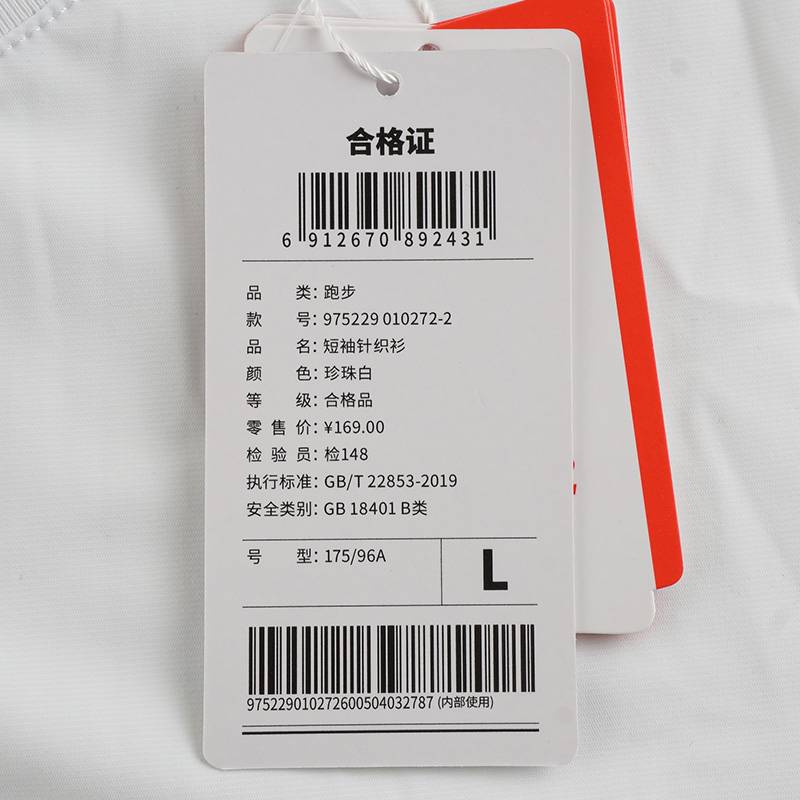 合格证
6 912670 892431
品 类：跑步
款 号：975229 010272-2
品 名：短袖针织衫
颜 色：珍珠白
等 级：合格品
零 售 价：¥169.00
检 验 员：检148
执行标准：GB/T 22853-2019
安全类别：GB 18401 B类
号 型：175/96A
L
975229010272600504032787 (内部使用)